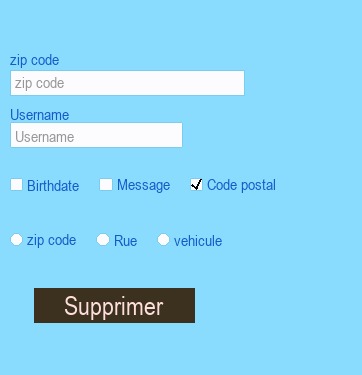 zip code
zip code
Username
Username
Birthdate Message Code postal
zip code Rue vehicule
Supprimer